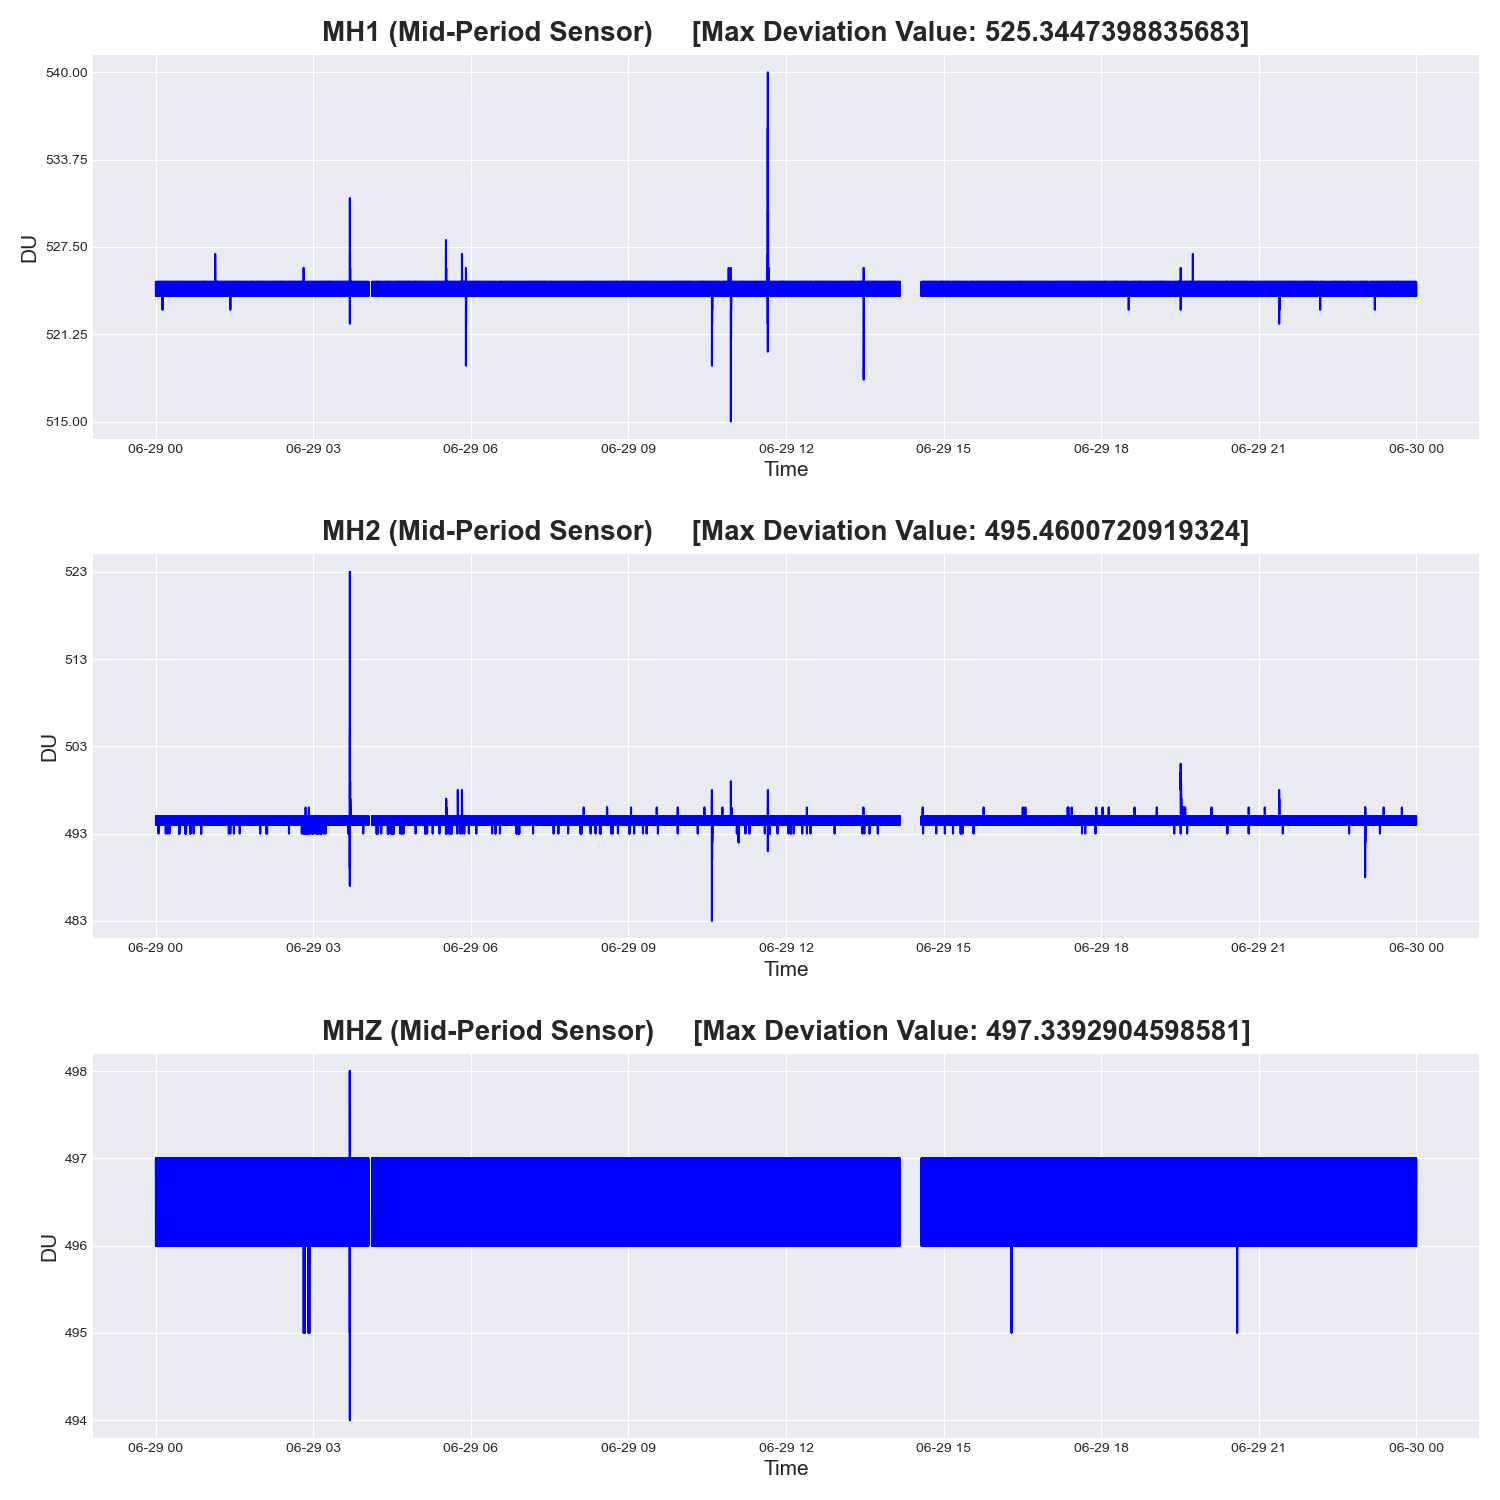 MH1 (Mid-Period Sensor) [Max Deviation Value: 525.3447398835683]
540.00
533.75
527.50
521.25
515.00
DU
06-29 00 06-29 03 06-29 06 06-29 09 06-29 12 06-29 15 06-29 18 06-29 21 06-30 00
Time
MH2 (Mid-Period Sensor) [Max Deviation Value: 495.4600720919324]
523
513
503
493
483
DU
06-29 00 06-29 03 06-29 06 06-29 09 06-29 12 06-29 15 06-29 18 06-29 21 06-30 00
Time
MHZ (Mid-Period Sensor) [Max Deviation Value: 497.3392904598581]
498
497
496
495
494
DU
06-29 00 06-29 03 06-29 06 06-29 09 06-29 12 06-29 15 06-29 18 06-29 21 06-30 00
Time